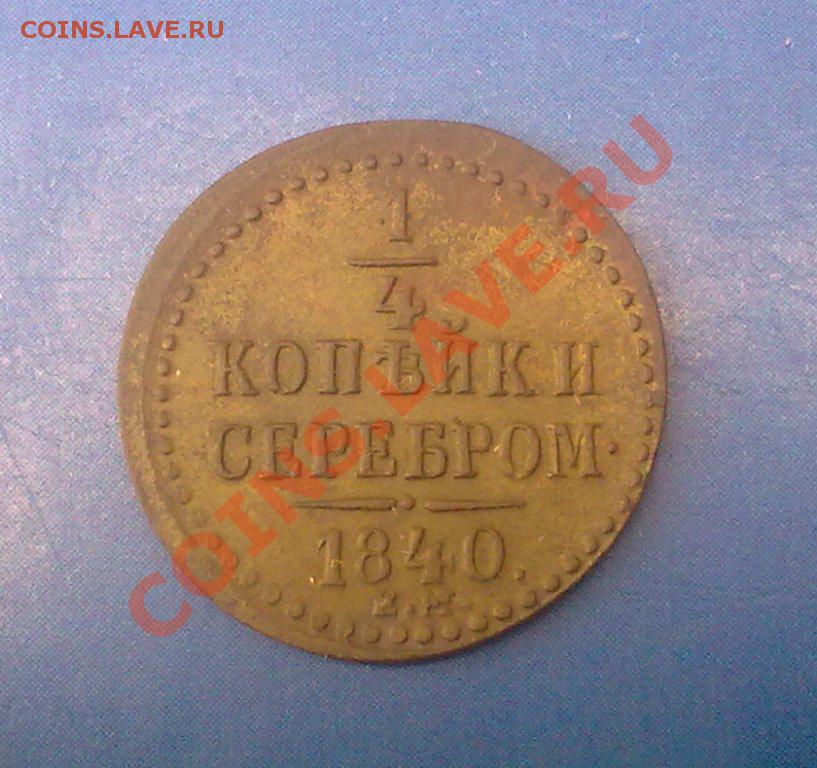 COINS.LAVE.RU
1
4
КОПѢЙКИ
СЕРЕБРОМ·
1840.
COINS.LAVE.RU